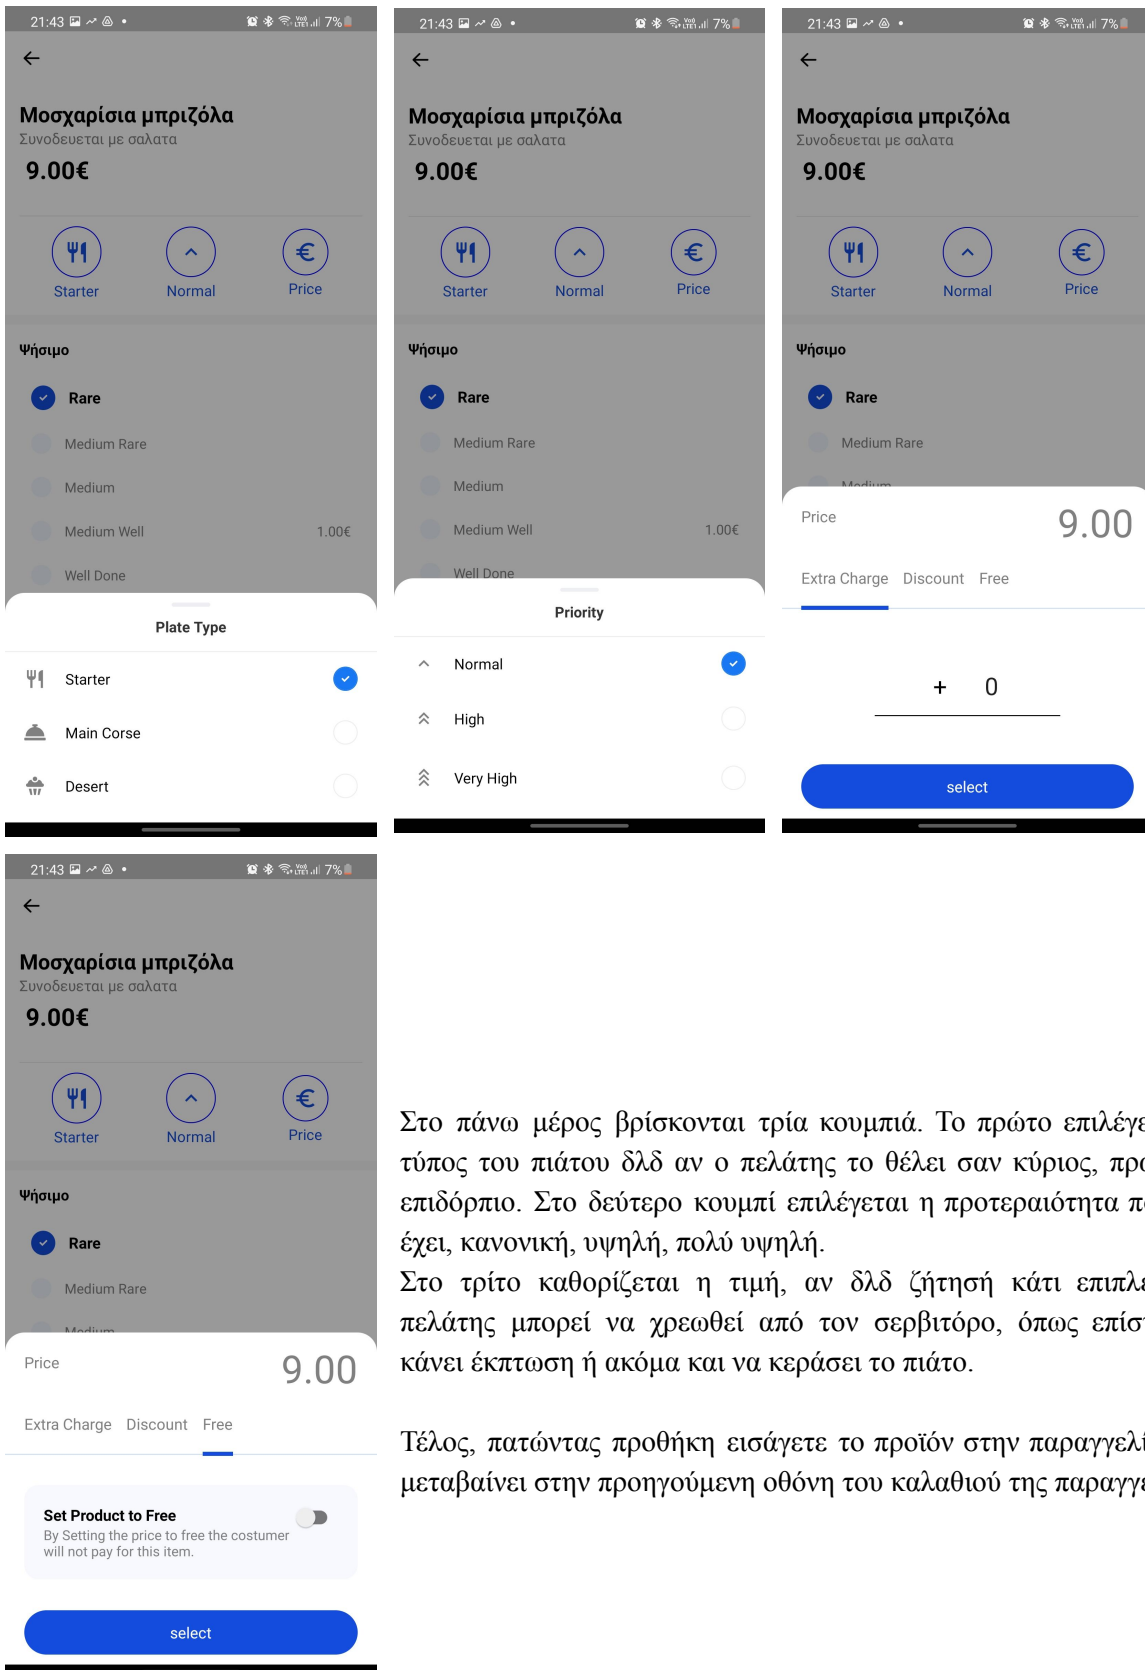 21:43
7%
Μοσχαρίσια μπριζόλα
Συνοδευεται με σαλατα
9.00€
Starter Normal Price
Ψήσιμο
Rare
Medium Rare
Medium
Medium Well 1.00€
Well Done
Plate Type
Starter
Main Corse
Desert
21:43
7%
Μοσχαρίσια μπριζόλα
Συνοδευεται με σαλατα
9.00€
Starter Normal Price
Ψήσιμο
Rare
Medium Rare
Medium
Medium Well 1.00€
Well Done
Priority
Normal
High
Very High
21:43
7%
Μοσχαρίσια μπριζόλα
Συνοδευεται με σαλατα
9.00€
Starter Normal Price
Ψήσιμο
Rare
Medium Rare
Medium
Price 9.00
Extra Charge Discount Free
+ 0
select
21:43
7%
Μοσχαρίσια μπριζόλα
Συνοδευεται με σαλατα
9.00€
Starter Normal Price
Ψήσιμο
Rare
Medium Rare
Medium
Price 9.00
Extra Charge Discount Free
Set Product to Free
By Setting the price to free the costumer
will not pay for this item.
select
Στο πάνω μέρος βρίσκονται τρία κουμπιά. Το πρώτο
τύπος του πιάτου δλδ αν ο πελάτης το θέλει σαν κύριος,
επιδόρπιο. Στο δεύτερο κουμπί επιλέγεται η προτεραιότητα
έχει, κανονική, υψηλή, πολύ υψηλή.
Στο τρίτο καθορίζεται η τιμή, αν δλδ ζήτησή κάτι
πελάτης μπορεί να χρεωθεί από τον σερβιτόρο, όπως
κάνει έκπτωση ή ακόμα και να κεράσει το πιάτο.
Τέλος, πατώντας προθήκη εισάγετε το προϊόν στην
μεταβαίνει στην προηγούμενη οθόνη του καλαθιού της